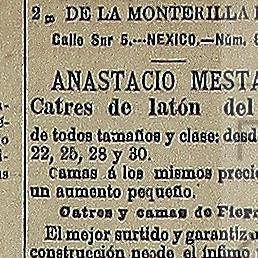 2ª DE LA MONTERILLA
Calle Sur 5.--MEXICO,--Núm. 8
ANASTACIO MESTA
Catres de latón del
de todos tamaños y clase: desd
22, 25, 28 y 30.
Camas á los mismos preci
un aumento pequeño.
Catres y camas de Fierr
El mejor surtido y garantiz
construcción desde el ínfimo